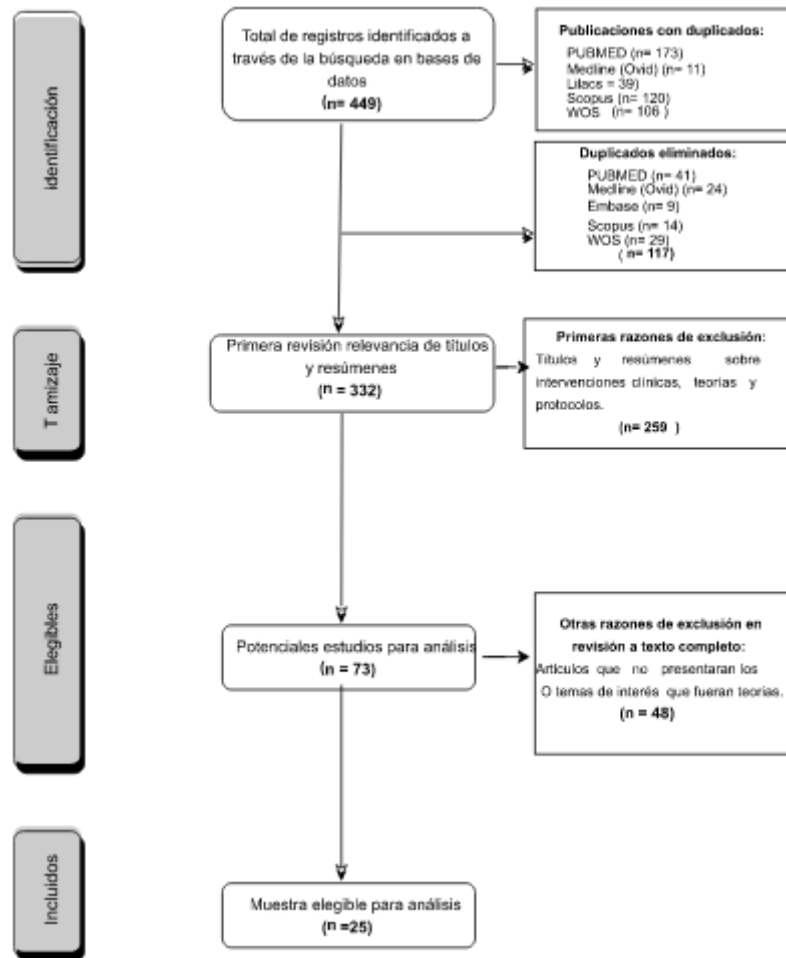 identificación
Total de registros identificados a
través de la búsqueda en bases de
datos
(n= 449)
Publicaciones con duplicados:
PUBMED (n= 173)
Medline (Ovid) (n= 11)
Lilacs = 39)
Scopus (n= 120)
WOS (n= 106 )
Duplicados eliminados:
PUBMED (n= 41)
Medline (Ovid) (n= 24)
Embase (n= 9)
Scopus (n= 14)
WOS (n= 29)
( n= 117)
T amizaje
Primera revisión relevancia de títulos
y resúmenes
(n = 332)
Primeras razones de exclusión:
Títulos y resúmenes sobre
intervenciones clínicas, teorías y
protocolos.
(n= 259 )
Elegibles
Potenciales estudios para análisis
(n = 73)
Otras razones de exclusión en
revisión a texto completo:
Artículos que no presentaran los
O temas de interés que fueran teorías.
(n = 48)
Incluidos
Muestra elegible para análisis
(n =25)